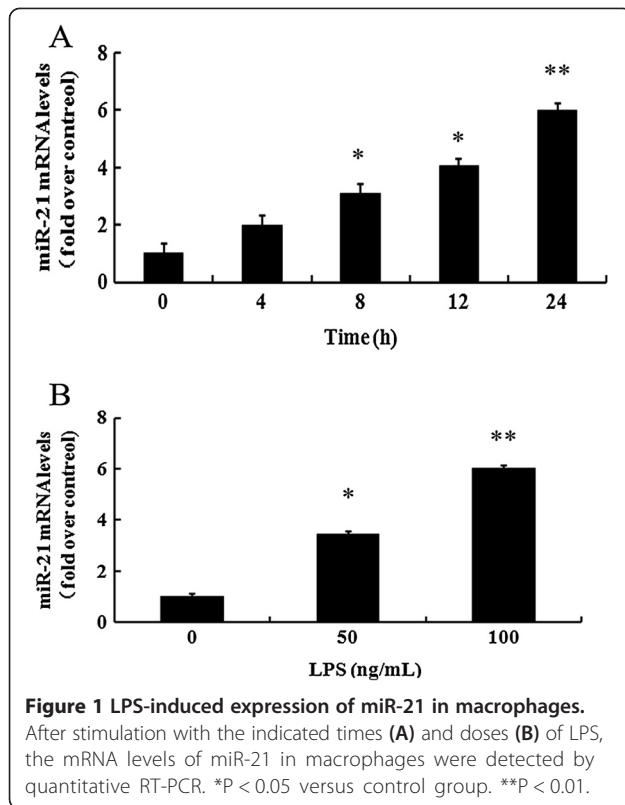 A
miR-21 mRNA levels
(fold over contreol)
8
6
4
2
0
*
*
**
0 4 8 12 24
Time (h)
B
miR-21 mRNA levels
(fold over contreol)
8
6
4
2
0
*
**
0 50 100
LPS (ng/mL)
Figure 1 LPS-induced expression of miR-21 in macrophages.
After stimulation with the indicated times (A) and doses (B) of LPS,
the mRNA levels of miR-21 in macrophages were detected by
quantitative RT-PCR. *P < 0.05 versus control group. **P < 0.01.